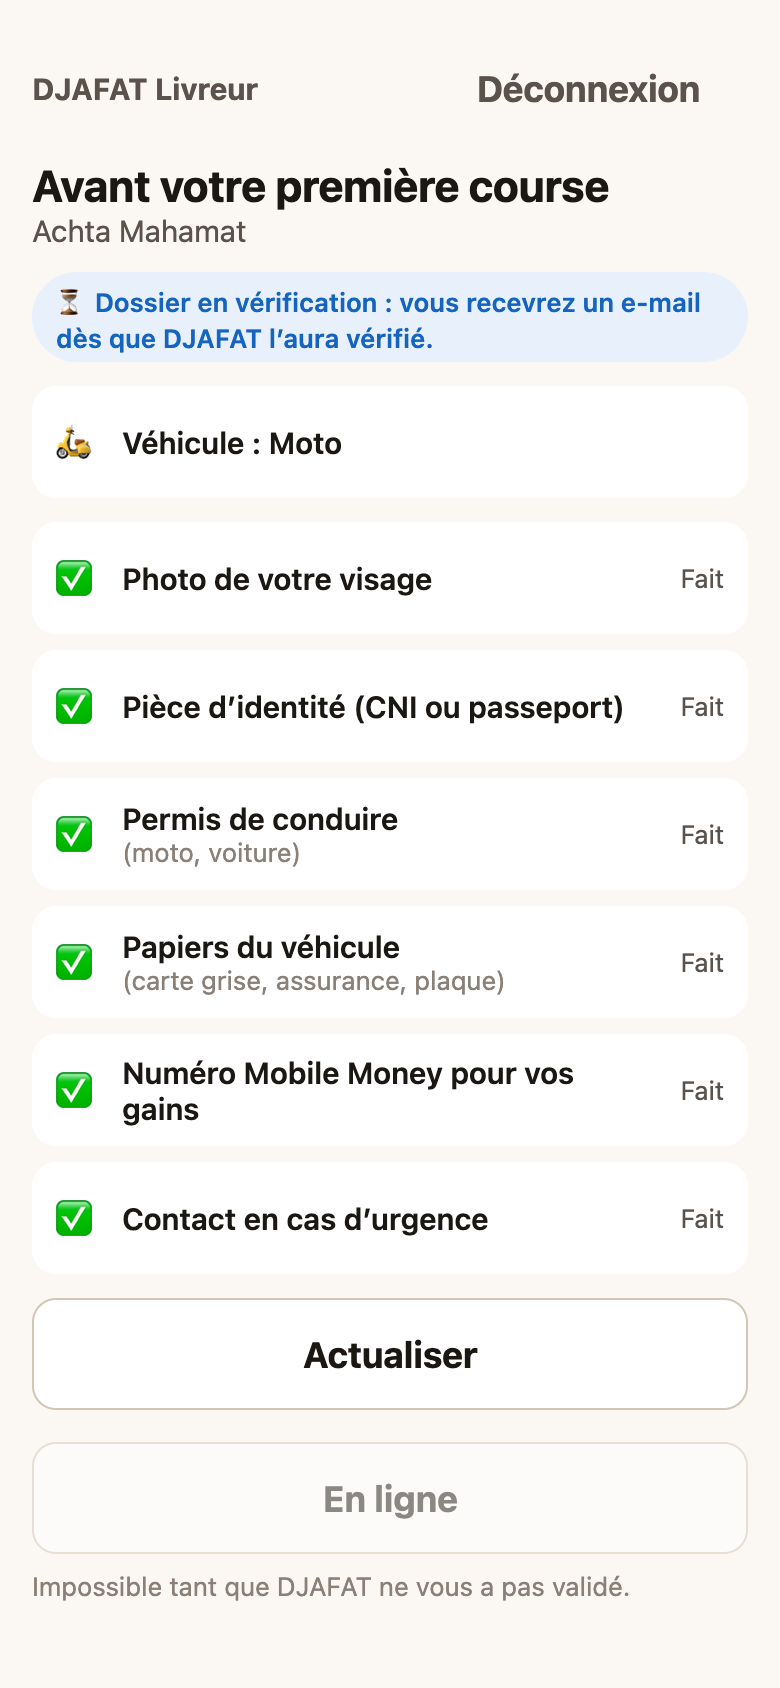 DJAFAT Livreur
Déconnexion
Avant votre première course
Achta Mahamat
⏳ Dossier en vérification : vous recevrez un e-mail
dès que DJAFAT l’aura vérifié.
Véhicule : Moto
Photo de votre visage
Fait
Pièce d’identité (CNI ou passeport)
Fait
Permis de conduire
(moto, voiture)
Fait
Papiers du véhicule
(carte grise, assurance, plaque)
Fait
Numéro Mobile Money pour vos
gains
Fait
Contact en cas d’urgence
Fait
Actualiser
En ligne
Impossible tant que DJAFAT ne vous a pas validé.